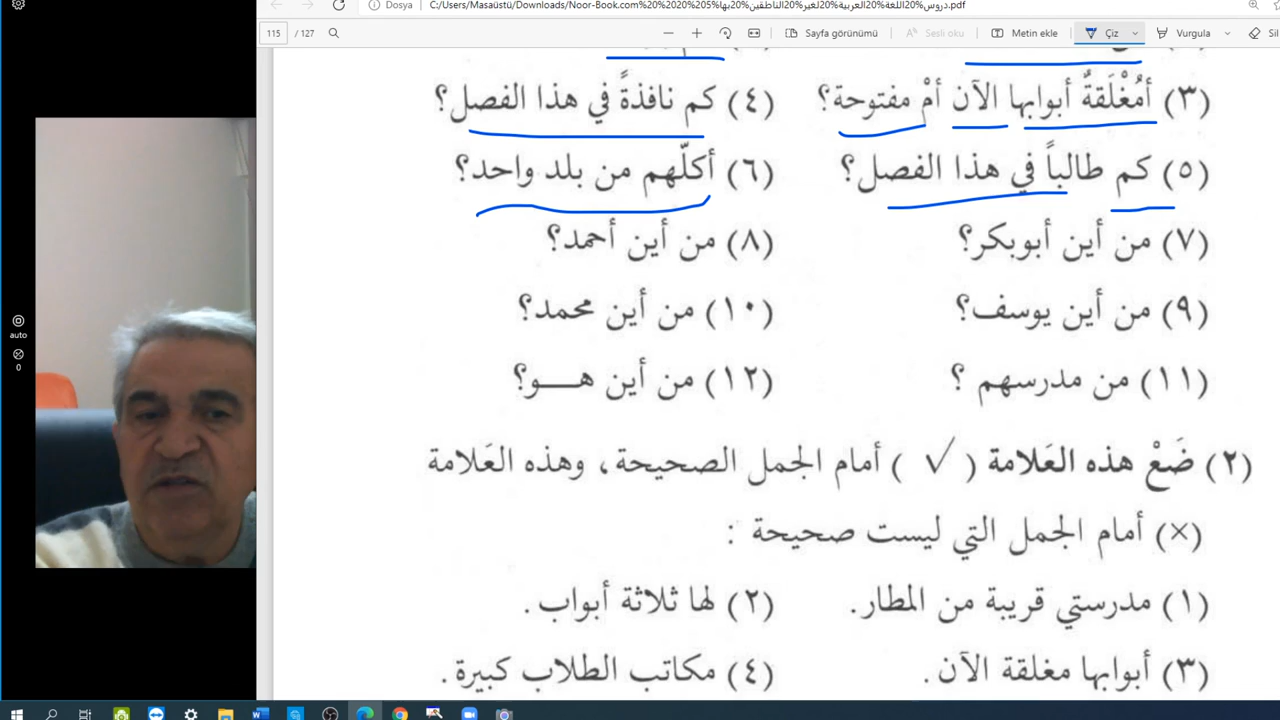 Dosya
C:/Users/Masaüstü/Downloads/Noor-Book.com%20%2020%205دروس%20اللغة%20العربية%20لغير%20الناطقين%20بها.pdf
115 / 127
Sayfa görünümü
Sesli oku
Metin ekle
Çiz
Vurgula
Sil
auto
0
(٣) أمُغْلَقةٌ أبوابها الآن أمْ مفتوحة؟ (٤) كم نافذةً في هذا الفصل؟
(٥) كم طالباً في هذا الفصل؟ (٦) أكلّهم من بلد واحد؟
(٧) من أين أبوبكر؟ (٨) من أين أحمد؟
(٩) من أين يوسف؟ (١٠) من أين محمد؟
(١١) من مدرسهم ؟ (١٢) من أين هـــو؟
(٢) ضَعْ هذه العَلامة ( √ ) أمام الجمل الصحيحة، وهذه العَلامة
(×) أمام الجمل التي ليست صحيحة :
(١) مدرستي قريبة من المطار. (٢) لها ثلاثة أبواب.
(٣) أبوابها مغلقة الآن. (٤) مكاتب الطلاب كبيرة.